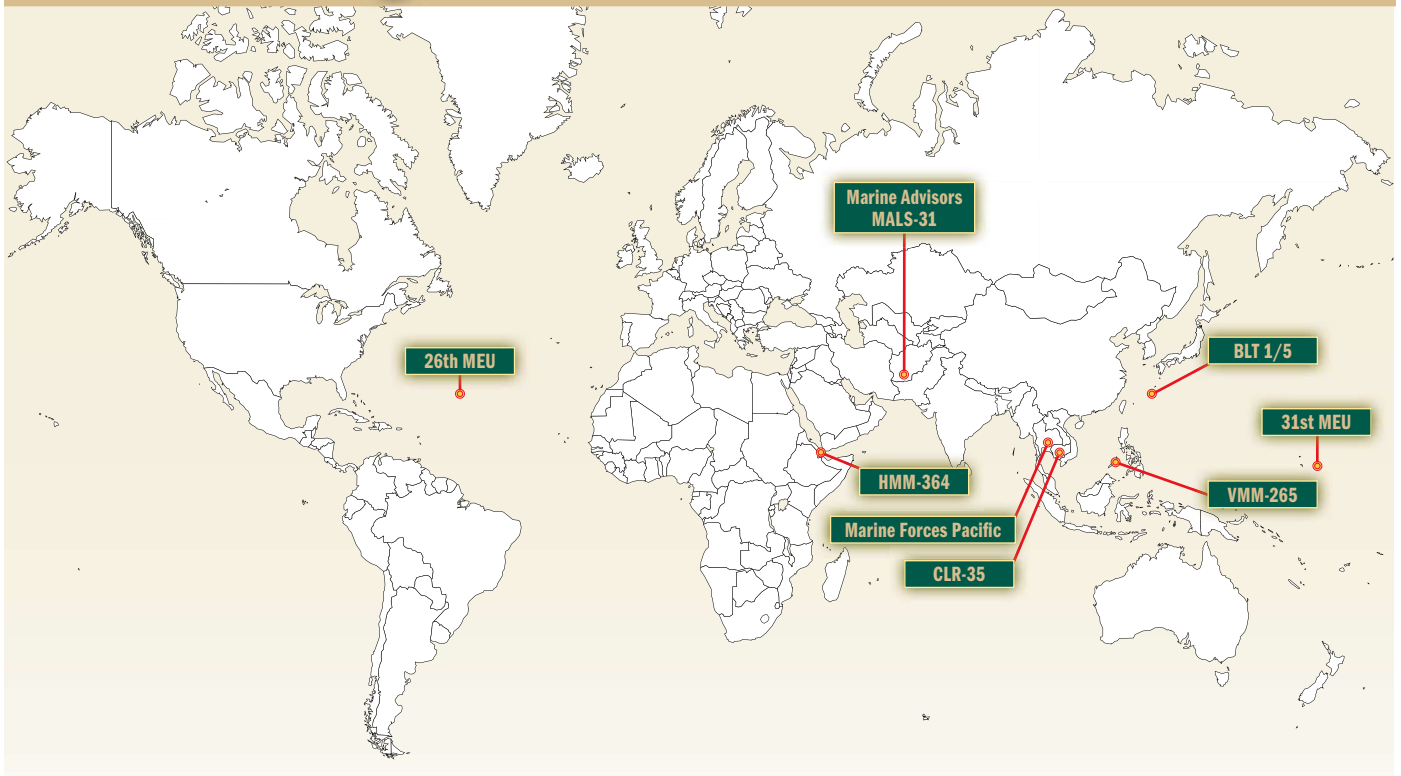 Marine Advisors
MALS-31
26th MEU
BLT 1/5
31st MEU
HMM-364
VMM-265
Marine Forces Pacific
CLR-35